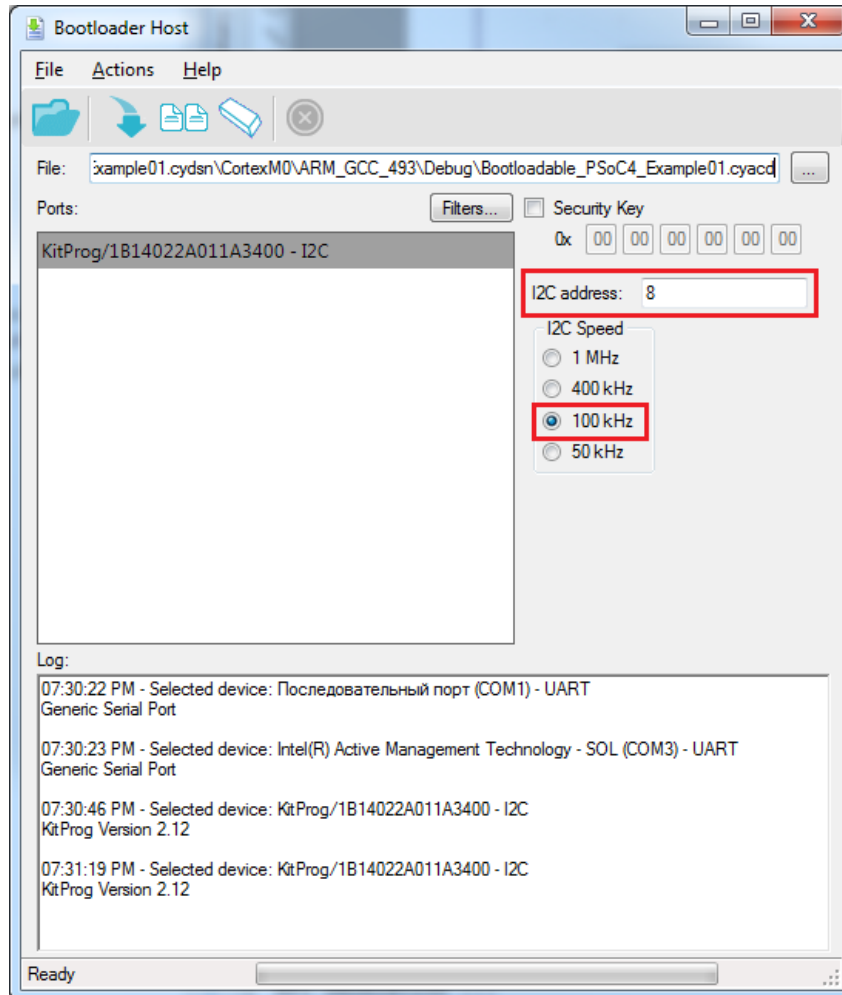 Bootloader Host
File Actions Help
File: example01.cydsn\CortexM0\ARM_GCC_493\Debug\Bootloadable_PSoC4_Example01.cyacd ...
Ports: Filters... Security Key
0x 00 00 00 00 00 00
KitProg/1B14022A011A3400 - I2C
I2C address: 8
I2C Speed
1 MHz
400 kHz
100 kHz
50 kHz
Log:
07:30:22 PM - Selected device: Последовательный порт (COM1) - UART
Generic Serial Port
07:30:23 PM - Selected device: Intel(R) Active Management Technology - SOL (COM3) - UART
Generic Serial Port
07:30:46 PM - Selected device: KitProg/1B14022A011A3400 - I2C
KitProg Version 2.12
07:31:19 PM - Selected device: KitProg/1B14022A011A3400 - I2C
KitProg Version 2.12
Ready